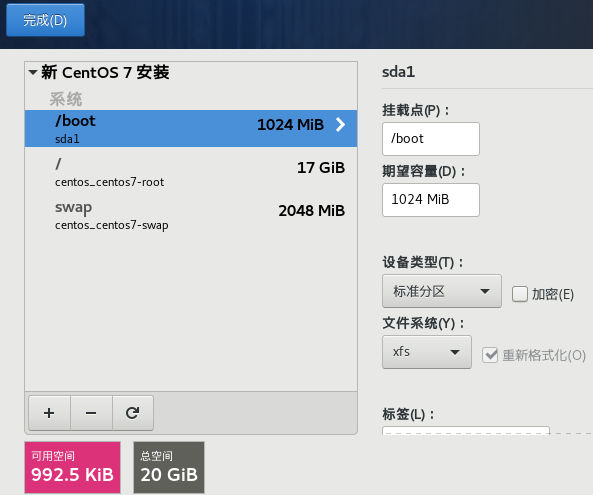 完成(D)
新 CentOS 7 安装
系统
/boot
1024 MiB
sda1
/
17 GiB
centos_centos7-root
swap
2048 MiB
centos_centos7-swap
+ − C
可用空间
992.5 KiB
总空间
20 GiB
sda1
挂载点(P)：
/boot
期望容量(D)：
1024 MiB
设备类型(T)：
标准分区
加密(E)
文件系统(Y)：
xfs
重新格式化(O)
标签(L)：